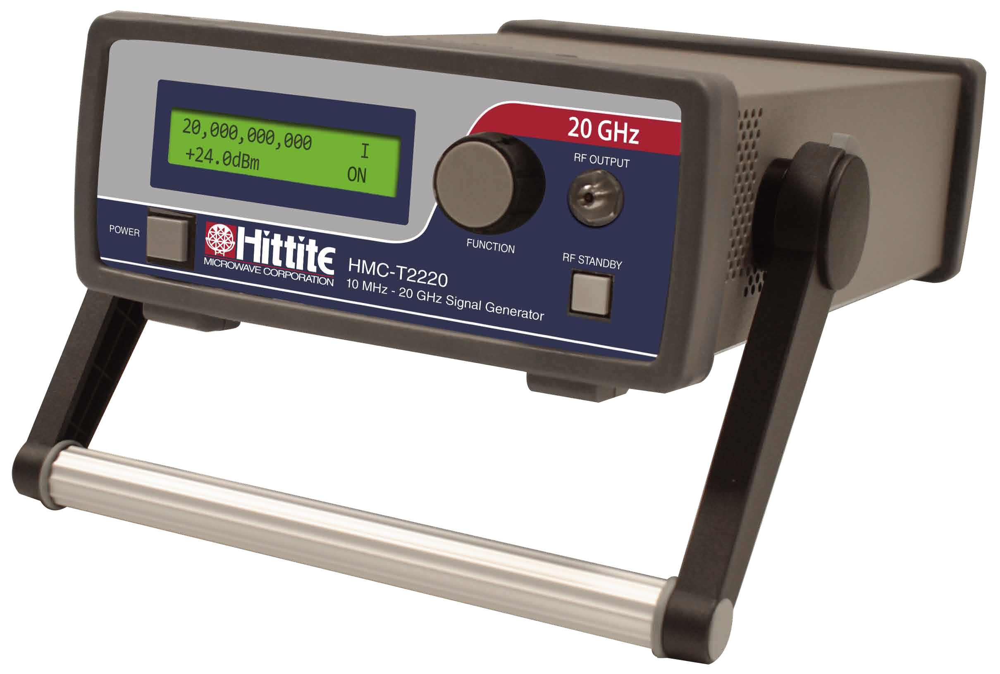 20,000,000,000 I
+24.0dBm ON
20 GHz
RF OUTPUT
FUNCTION
POWER
Hittite
MICROWAVE CORPORATION
HMC-T2220
10 MHz - 20 GHz Signal Generator
RF STANDBY